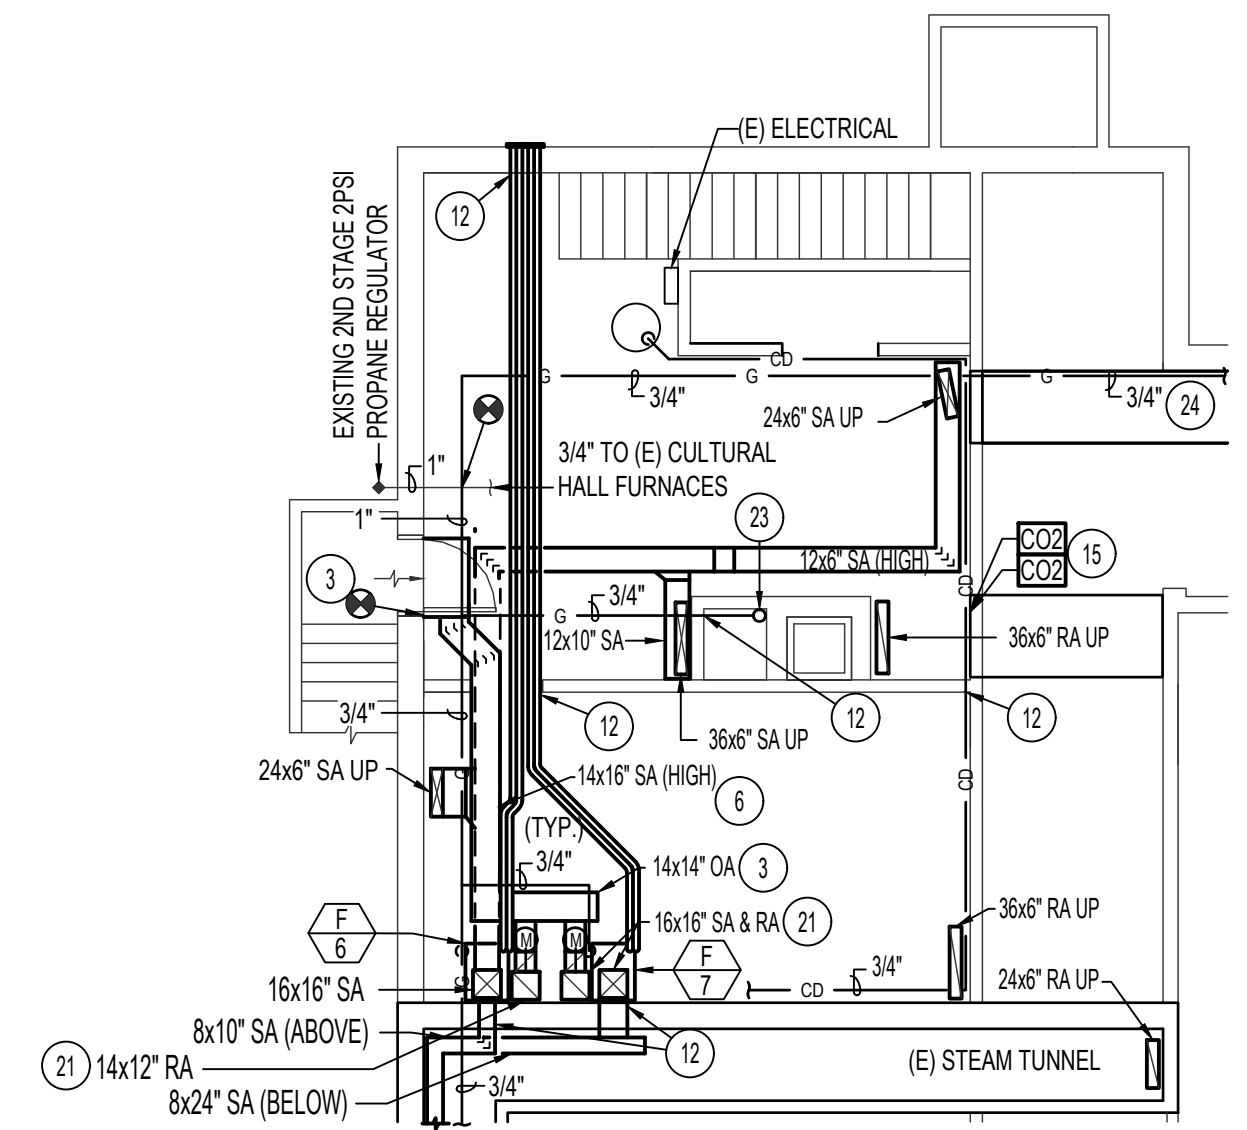 (E) ELECTRICAL
12
EXISTING 2ND STAGE 2PSI
PROPANE REGULATOR
CD
G
G
G
3/4"
3/4"
24
24x6" SA UP
3/4" TO (E) CULTURAL
HALL FURNACES
1"
1"
23
CO2
CO2
15
12x6" SA (HIGH)
3
CD
3/4"
G
12x10" SA
36x6" RA UP
3/4"
12
12
12
36x6" SA UP
24x6" SA UP
G
14x16" SA (HIGH)
6
CD
(TYP.)
3/4"
14x14" OA
3
36x6" RA UP
16x16" SA & RA
21
F
6
M
M
F
7
3/4"
CD
24x6" RA UP
G
16x16" SA
8x10" SA (ABOVE)
12
(E) STEAM TUNNEL
21
14x12" RA
3/4"
8x24" SA (BELOW)